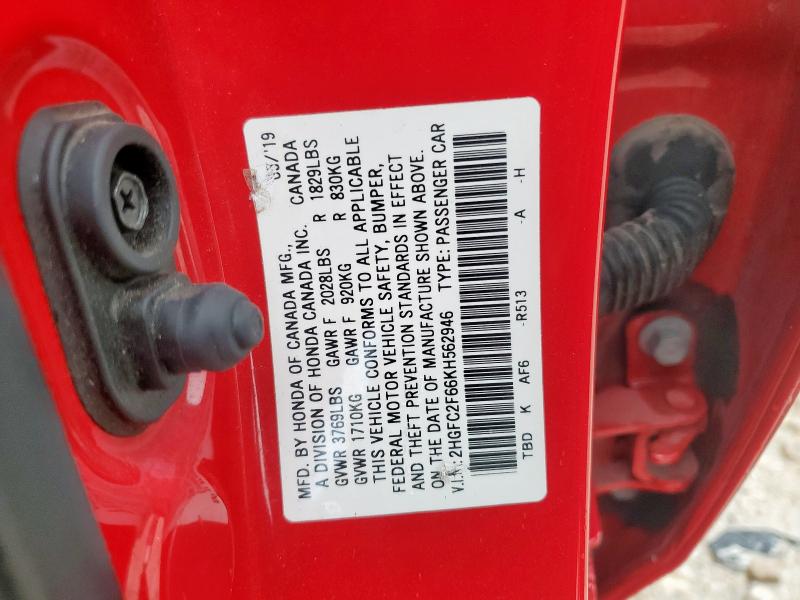 MFD. BY HONDA OF CANADA MFG.,
A DIVISION OF HONDA CANADA INC. CANADA
GVWR 3769LBS GAWR F 2028LBS R 1829LBS
GVWR 1710KG GAWR F 920KG R 830KG
THIS VEHICLE CONFORMS TO ALL APPLICABLE
FEDERAL MOTOR VEHICLE SAFETY, BUMPER,
AND THEFT PREVENTION STANDARDS IN EFFECT
ON THE DATE OF MANUFACTURE SHOWN ABOVE.
V.I.N.: 2HGFC2F66KH562946 TYPE: PASSENGER CAR
TBD K AF6 -R513 -A -H